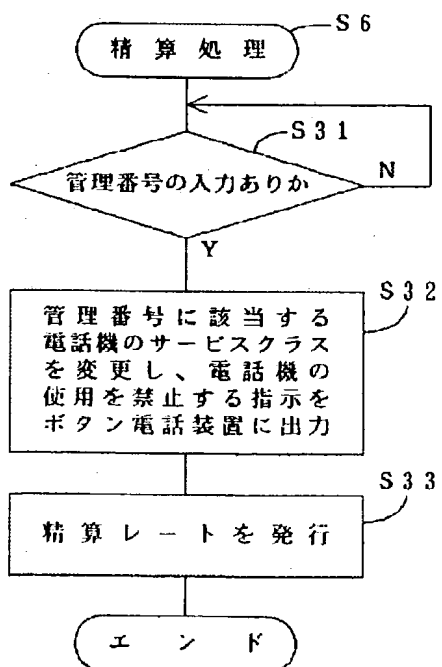 S6
精算処理
S31
管理番号の入力ありか
N
Y
S32
管理番号に該当する
電話機のサービスクラス
を変更し、電話機の
使用を禁止する指示を
ボタン電話装置に出力
S33
精算レートを発行
エンド